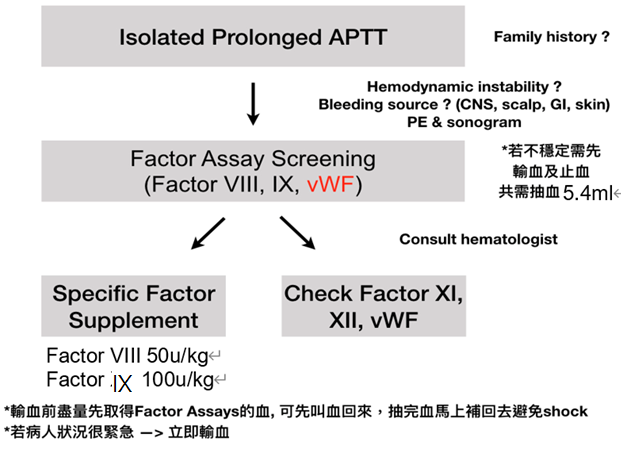 Isolated Prolonged APTT
Family history ?
Hemodynamic instability ?
Bleeding source ? (CNS, scalp, GI, skin)
PE & sonogram
Factor Assay Screening
(Factor VIII, IX, vWF)
*若不穩定需先
輸血及止血
共需抽血5.4ml↵
Consult hematologist
Specific Factor
Supplement
Check Factor XI,
XII, vWF
Factor VIII 50u/kg↵
Factor IX 100u/kg↵
*輸血前盡量先取得Factor Assays的血, 可先叫血回來，抽完血馬上補回去避免shock
*若病人狀況很緊急 —> 立即輸血